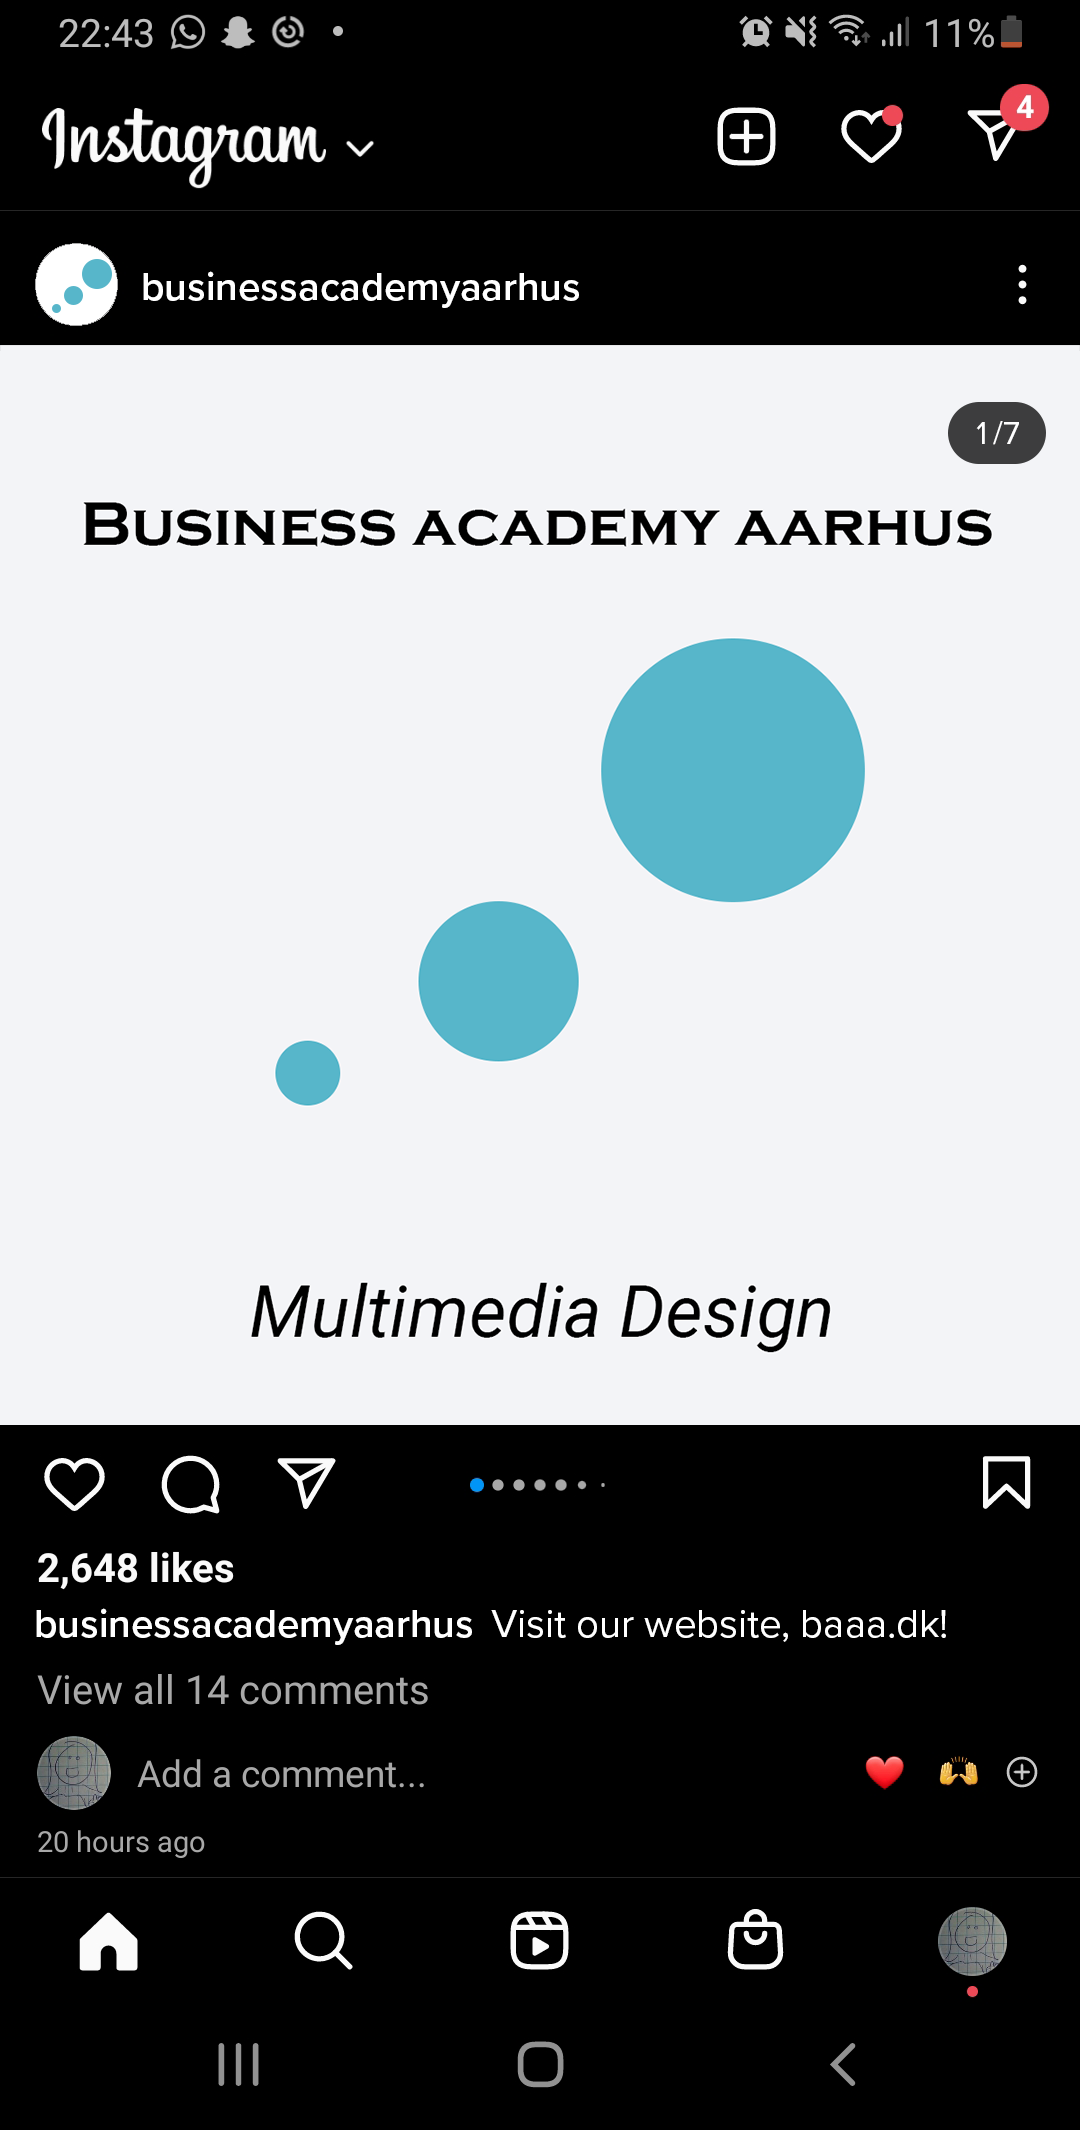 22:43 11%
Instagram
4
businessacademyaarhus
1/7
BUSINESS ACADEMY AARHUS
Multimedia Design
2,648 likes
businessacademyaarhus Visit our website, baaa.dk!
View all 14 comments
Add a comment...
20 hours ago